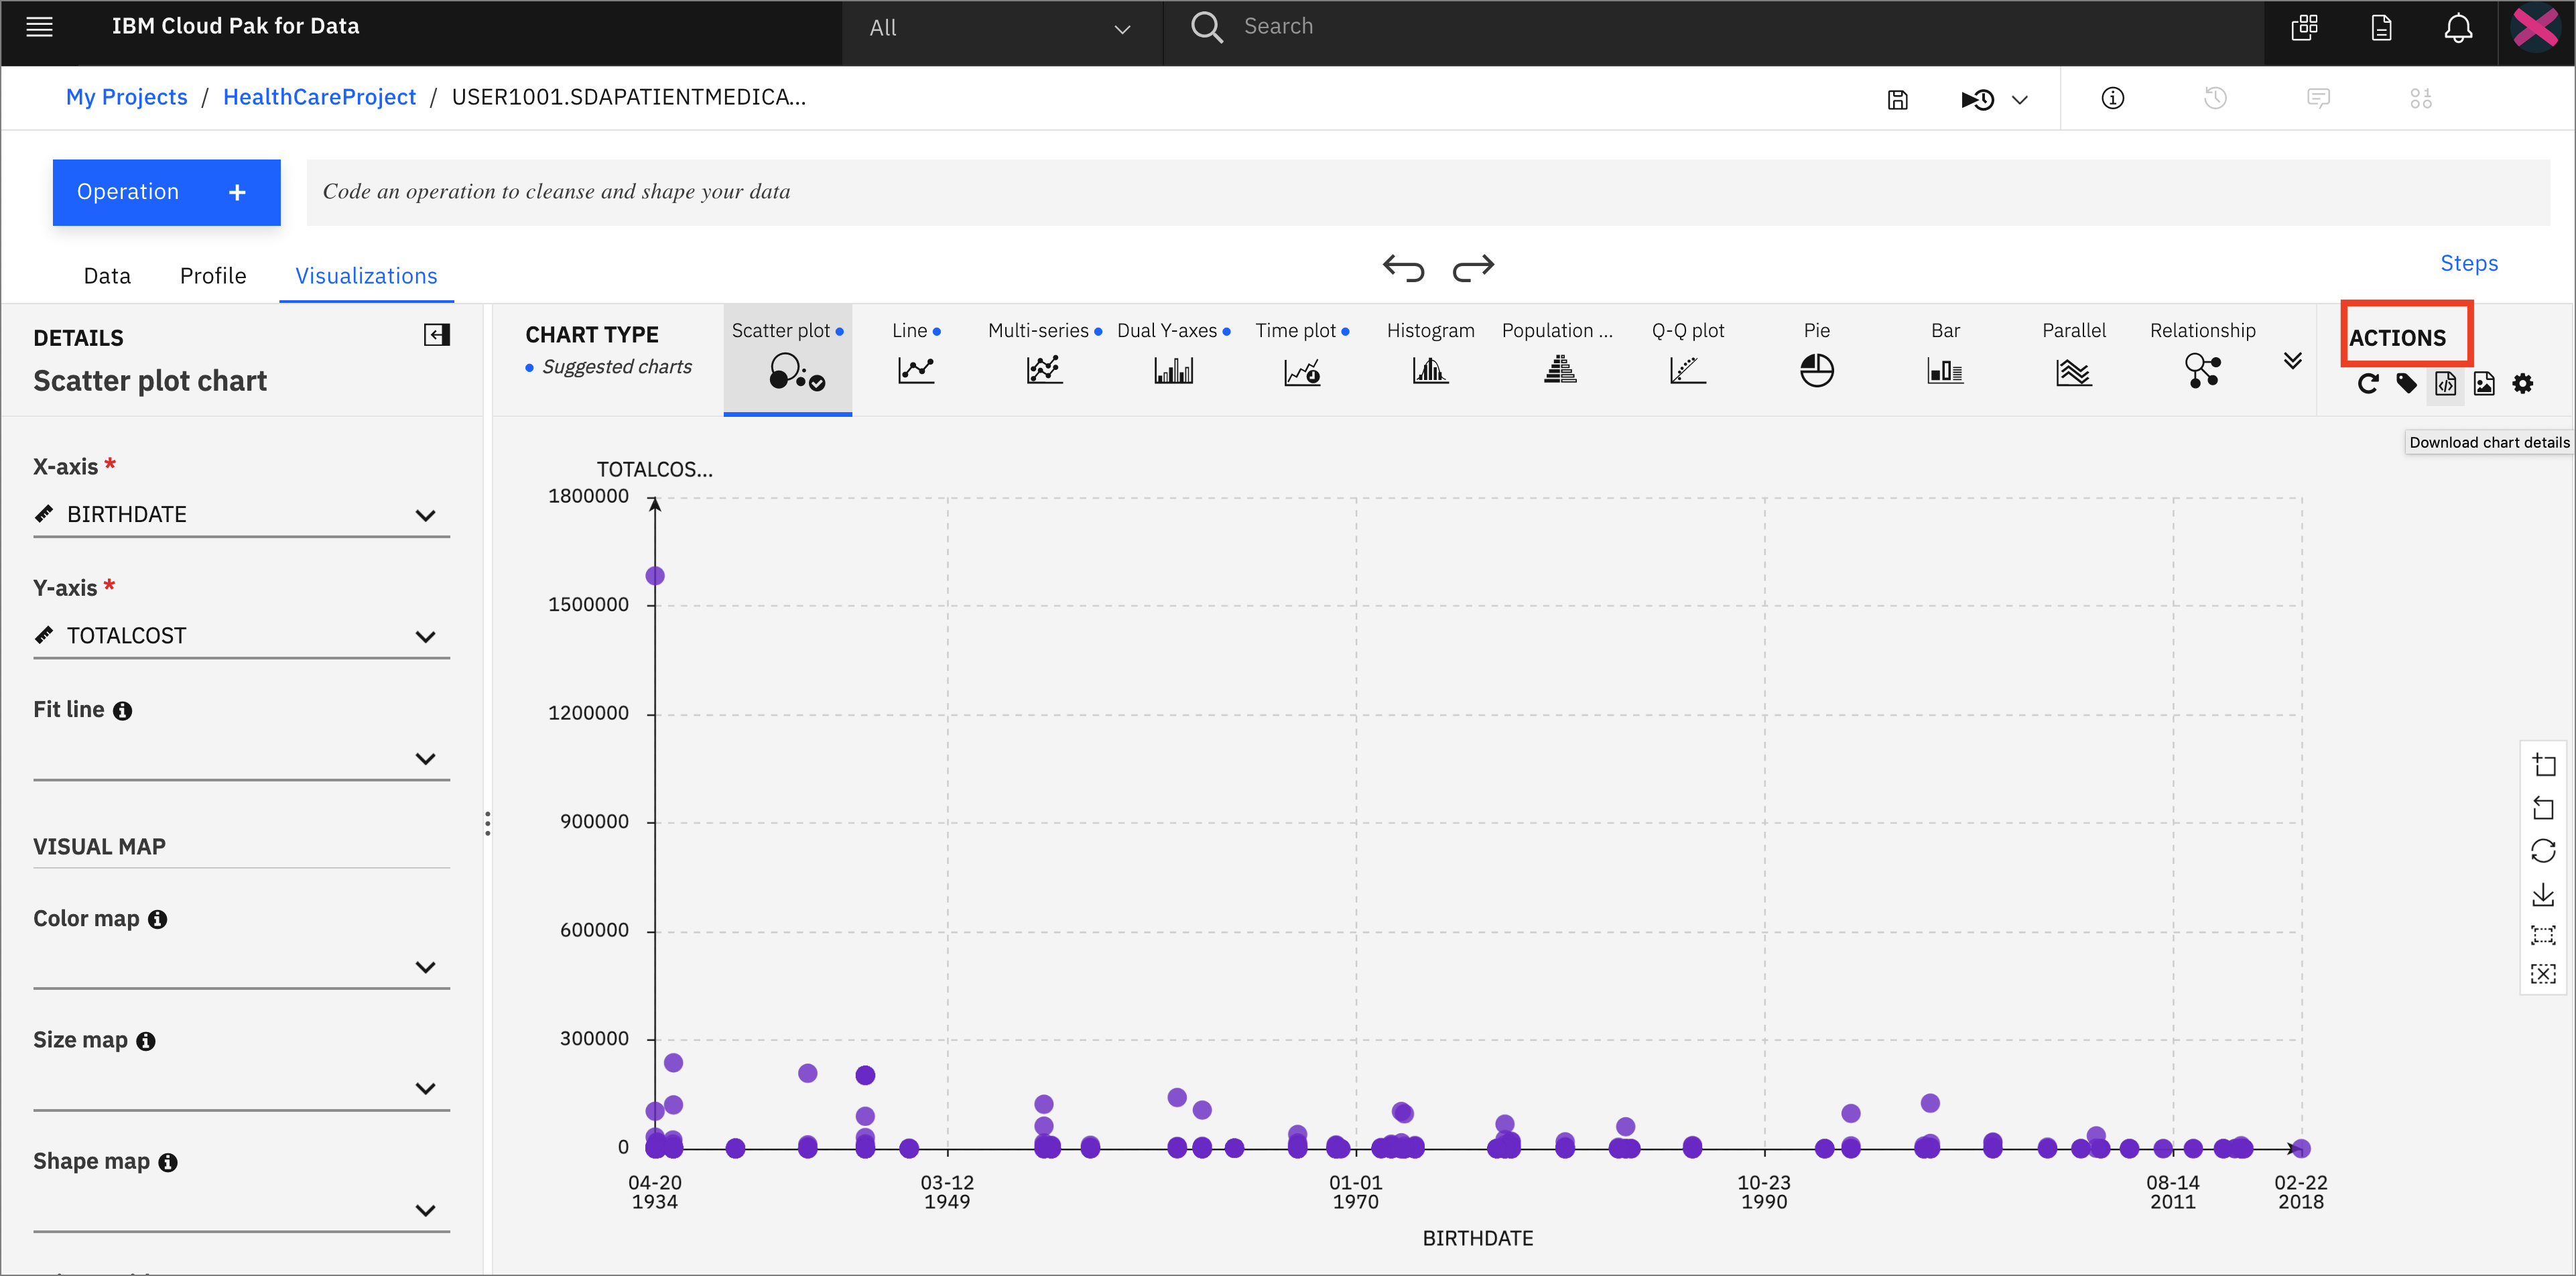 IBM Cloud Pak for Data
All
Search
My Projects / HealthCareProject / USER1001.SDAPATIENTMEDICA...
Operation +
Code an operation to cleanse and shape your data
Data Profile Visualizations
Steps
DETAILS
Scatter plot chart
CHART TYPE
Suggested charts
Scatter plot
Line
Multi-series
Dual Y-axes
Time plot
Histogram
Population ...
Q-Q plot
Pie
Bar
Parallel
Relationship
ACTIONS
Download chart details
X-axis *
BIRTHDATE
Y-axis *
TOTALCOST
Fit line
VISUAL MAP
Color map
Size map
Shape map
TOTALCOS...
1800000
1500000
1200000
900000
600000
300000
0
04-20
1934
03-12
1949
01-01
1970
10-23
1990
08-14
2011
02-22
2018
BIRTHDATE